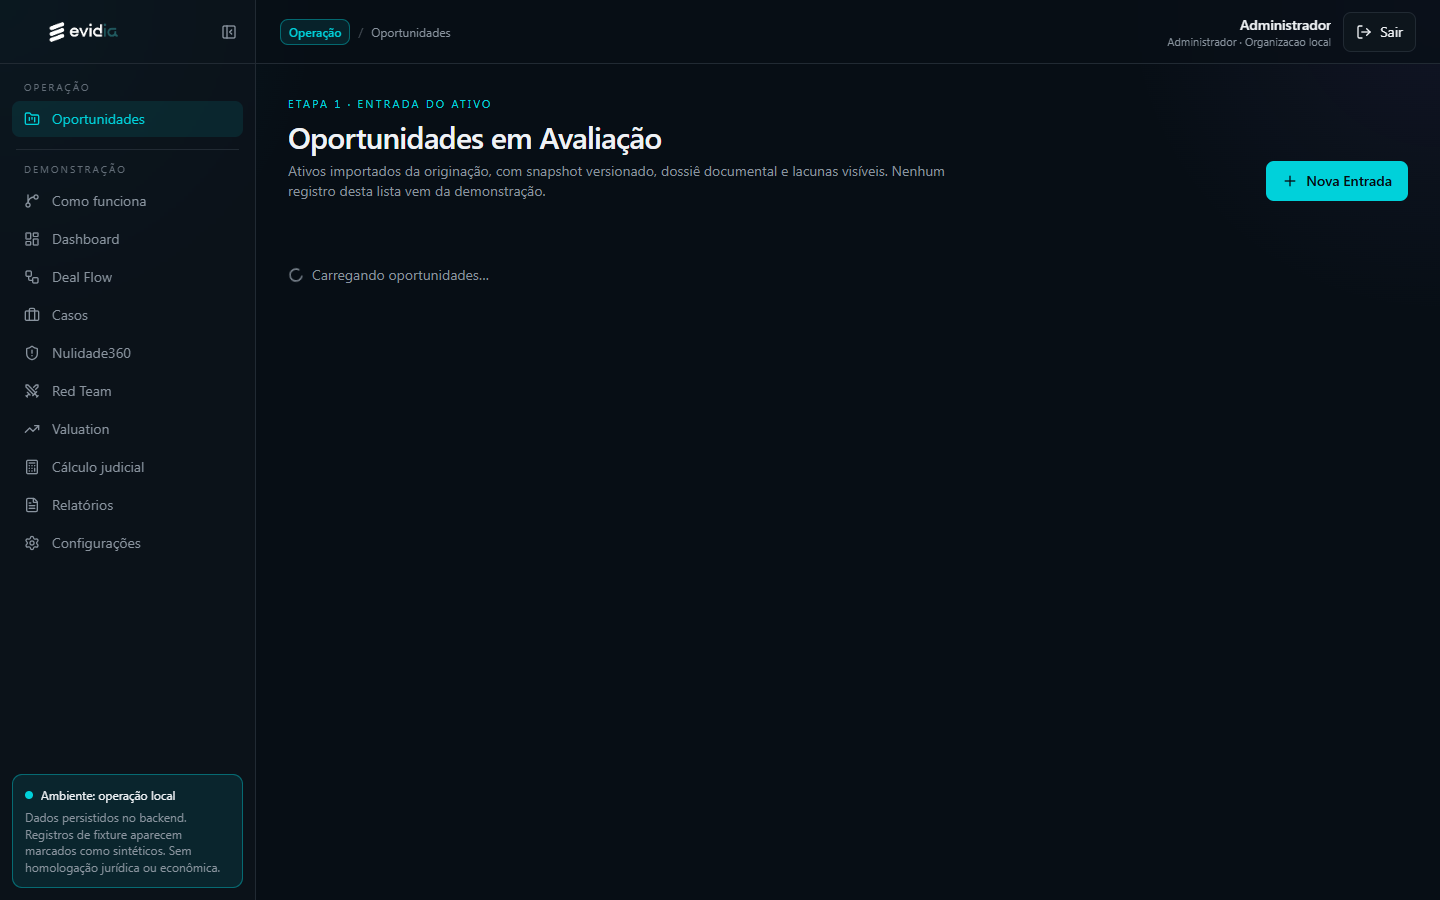 evidia
Operação / Oportunidades
Administrador
Administrador · Organizacao local
Sair
OPERAÇÃO
Oportunidades
DEMONSTRAÇÃO
Como funciona
Dashboard
Deal Flow
Casos
Nulidade360
Red Team
Valuation
Cálculo judicial
Relatórios
Configurações
Ambiente: operação local
Dados persistidos no backend.
Registros de fixture aparecem
marcados como sintéticos. Sem
homologação jurídica ou econômica.
ETAPA 1 · ENTRADA DO ATIVO
Oportunidades em Avaliação
Ativos importados da originação, com snapshot versionado, dossiê documental e lacunas visíveis. Nenhum
registro desta lista vem da demonstração.
Nova Entrada
Carregando oportunidades...